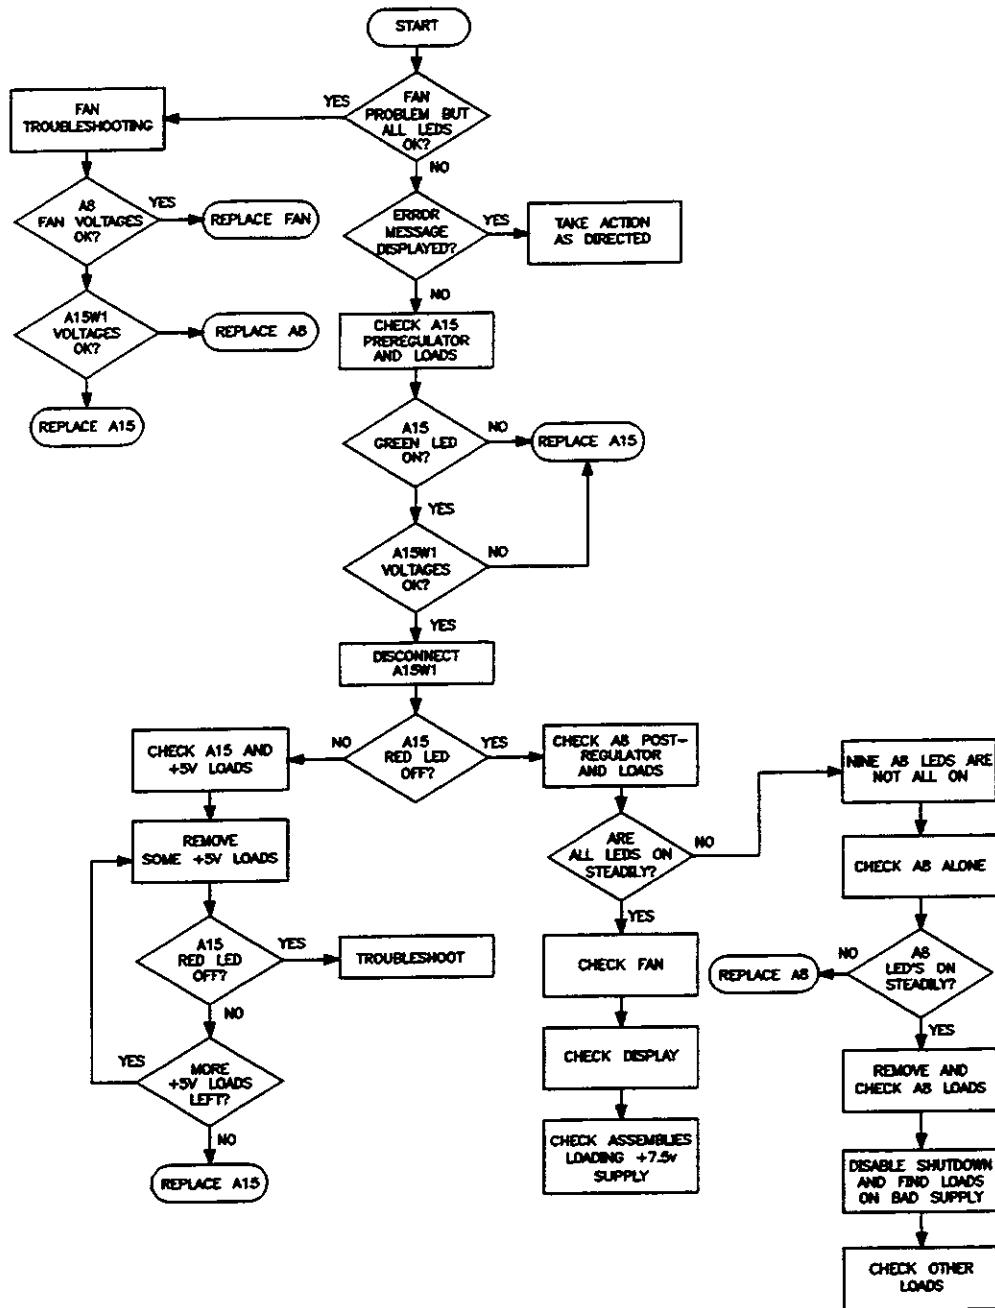 START
FAN
PROBLEM BUT
ALL LEDS
OK?
YES
NO
FAN
TROUBLESHOOTING
A8
FAN VOLTAGES
OK?
YES
REPLACE FAN
A15W1
VOLTAGES
OK?
REPLACE A8
REPLACE A15
ERROR
MESSAGE
DISPLAYED?
YES
TAKE ACTION
AS DIRECTED
NO
CHECK A15
PREREGULATOR
AND LOADS
A15
GREEN LED
ON?
NO
REPLACE A15
YES
A15W1
VOLTAGES
OK?
NO
YES
DISCONNECT
A15W1
A15
RED LED
OFF?
NO
YES
CHECK A15 AND
+5V LOADS
REMOVE
SOME +5V LOADS
A15
RED LED
OFF?
YES
TROUBLESHOOT
NO
MORE
+5V LOADS
LEFT?
YES
NO
REPLACE A15
CHECK A8 POST-
REGULATOR
AND LOADS
ARE
ALL LEDS ON
STEADILY?
NO
YES
CHECK FAN
CHECK DISPLAY
CHECK ASSEMBLIES
LOADING +7.5v
SUPPLY
NINE A8 LEDS ARE
NOT ALL ON
CHECK A8 ALONE
A8
LED'S ON
STEADILY?
NO
REPLACE A8
YES
REMOVE AND
CHECK A8 LOADS
DISABLE SHUTDOWN
AND FIND LOADS
ON BAD SUPPLY
CHECK OTHER
LOADS